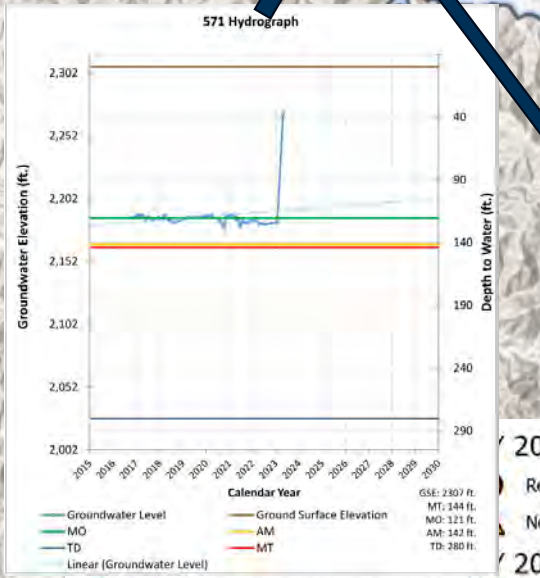 571 Hydrograph
Groundwater Elevation (ft.)
2,302
2,252
2,202
2,152
2,102
2,052
2,002
40
90
140
190
240
290
Depth to Water (ft.)
2015
2016
2017
2018
2019
2020
2021
2022
2023
2024
2025
2026
2027
2028
2029
2030
Calendar Year
GSE: 2307 ft.
MT: 144 ft.
MO: 121 ft.
AM: 142 ft.
TD: 280 ft.
Groundwater Level
Ground Surface Elevation
MO
AM
TD
MT
Linear (Groundwater Level)